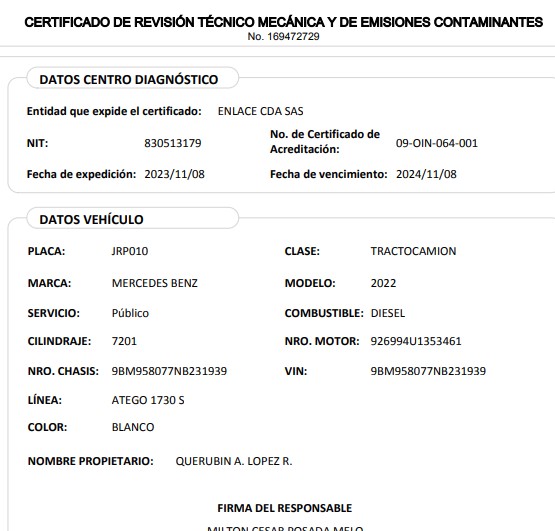 CERTIFICADO DE REVISIÓN TÉCNICO MECÁNICA Y DE EMISIONES CONTAMINANTES
No. 169472729
DATOS CENTRO DIAGNÓSTICO
Entidad que expide el certificado: ENLACE CDA SAS
NIT: 830513179 No. de Certificado de Acreditación: 09-OIN-064-001
Fecha de expedición: 2023/11/08 Fecha de vencimiento: 2024/11/08
DATOS VEHÍCULO
PLACA: JRP010 CLASE: TRACTOCAMION
MARCA: MERCEDES BENZ MODELO: 2022
SERVICIO: Público COMBUSTIBLE: DIESEL
CILINDRAJE: 7201 NRO. MOTOR: 926994U1353461
NRO. CHASIS: 9BM958077NB231939 VIN: 9BM958077NB231939
LÍNEA: ATEGO 1730 S
COLOR: BLANCO
NOMBRE PROPIETARIO: QUERUBIN A. LOPEZ R.
FIRMA DEL RESPONSABLE
MILTON CESAR POSADA MELO